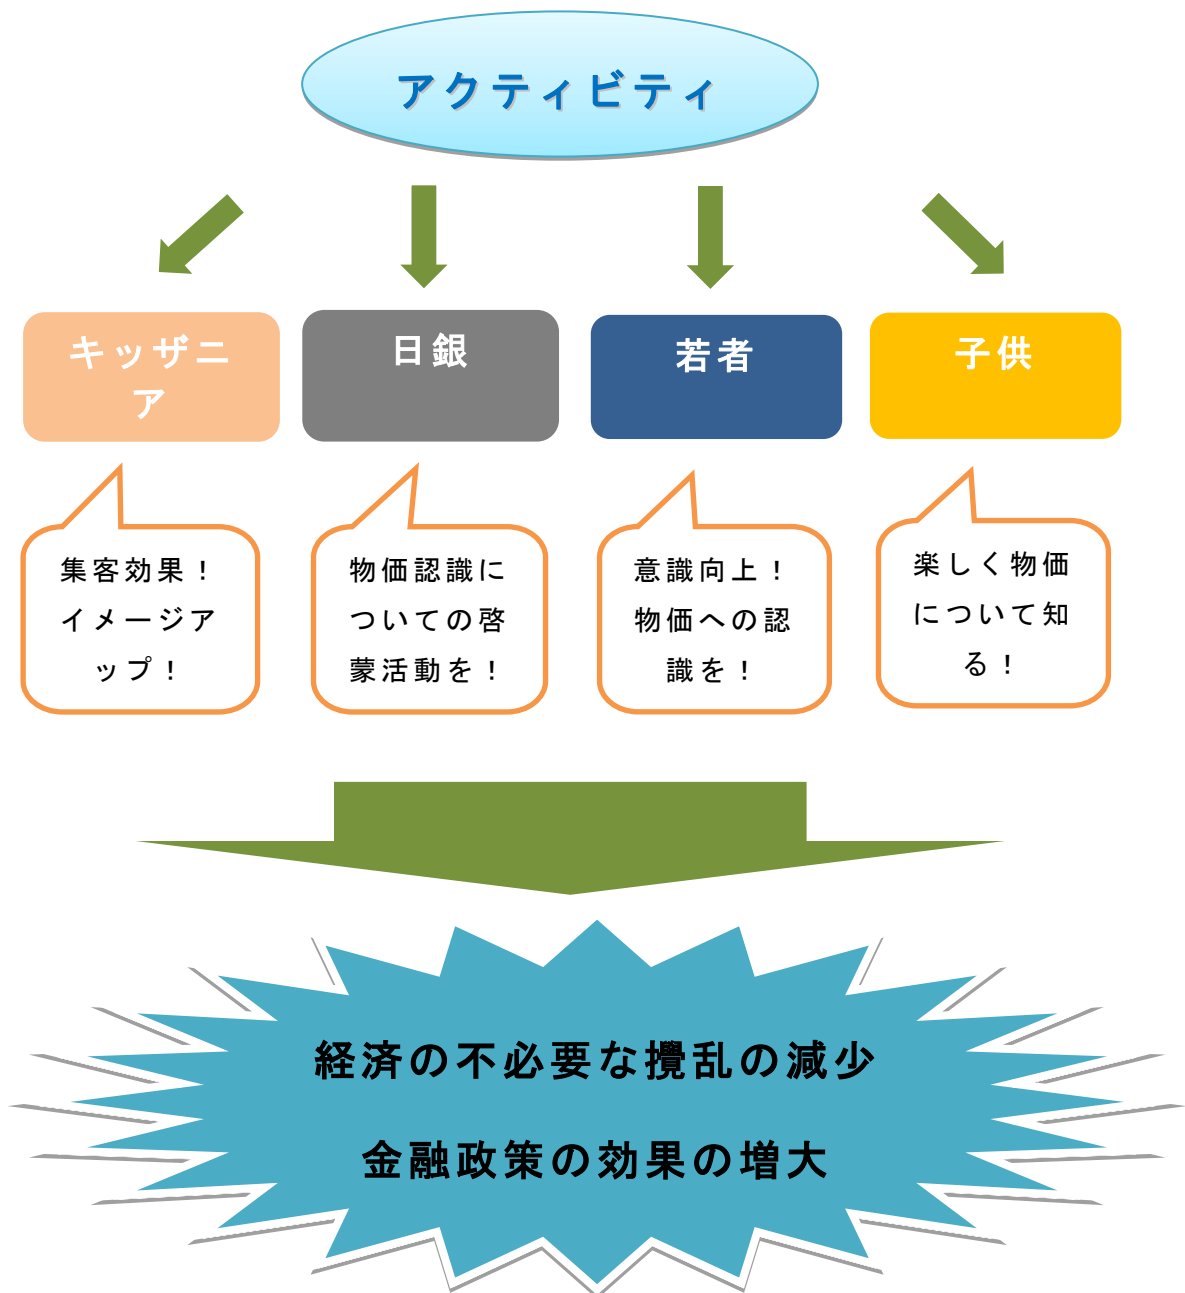 アクティビティ
キッザニ
ア
日銀
若者
子供
集客効果！
イメージア
ップ！
物価認識に
ついての啓
蒙活動を！
意識向上！
物価への認
識を！
楽しく物価
について知
る！
経済の不必要な攪乱の減少
金融政策の効果の増大